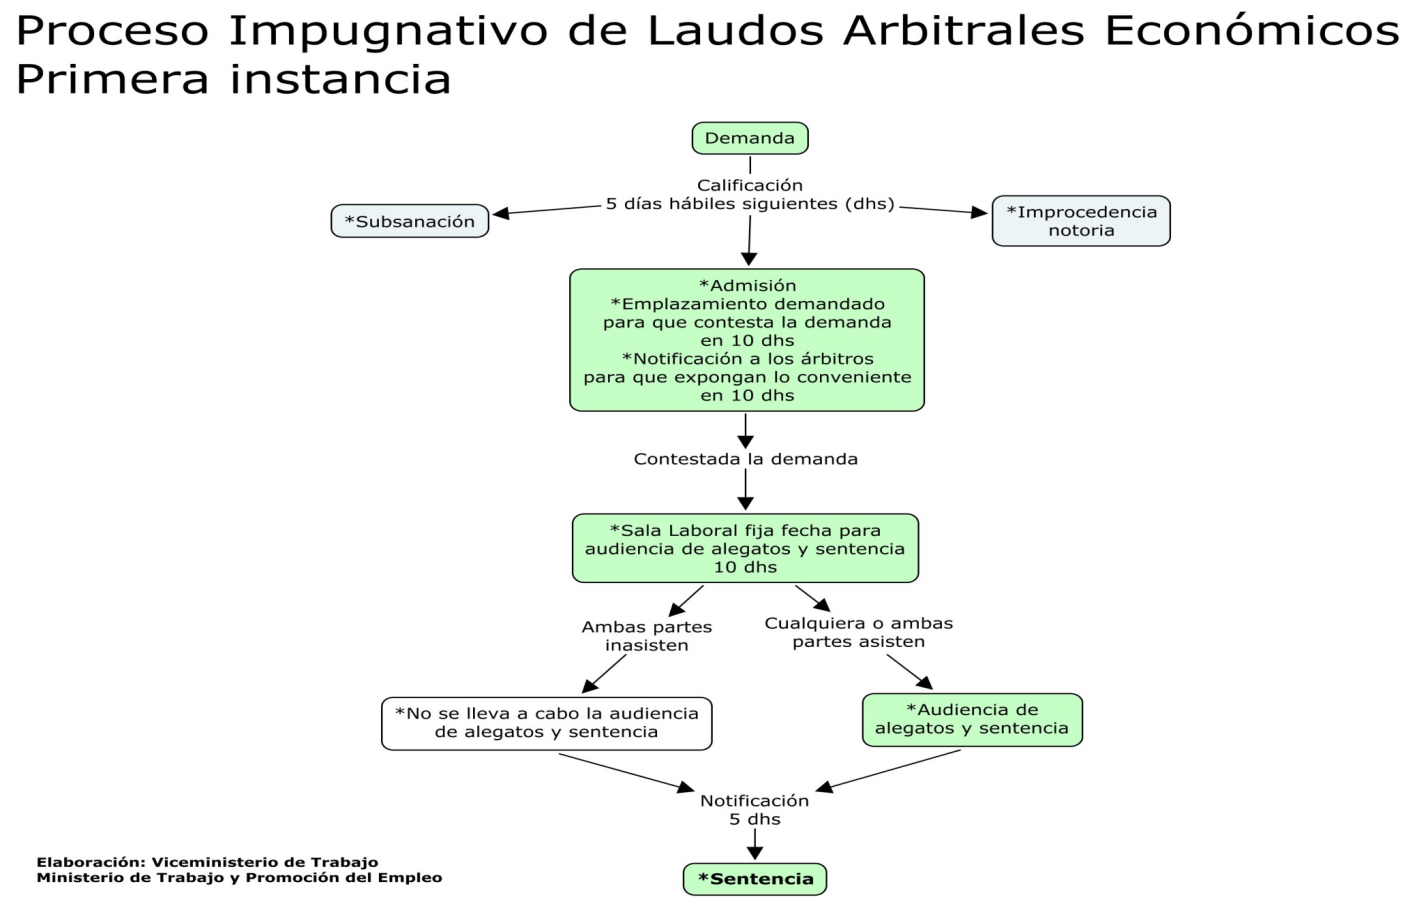 Proceso Impugnativo de Laudos Arbitrales Económicos
Primera instancia
Demanda
Calificación
5 días hábiles siguientes (dhs)
*Subsanación
*Improcedencia
notoria
*Admisión
*Emplazamiento demandado
para que contesta la demanda
en 10 dhs
*Notificación a los árbitros
para que expongan lo conveniente
en 10 dhs
Contestada la demanda
*Sala Laboral fija fecha para
audiencia de alegatos y sentencia
10 dhs
Ambas partes
inasisten
Cualquiera o ambas
partes asisten
*No se lleva a cabo la audiencia
de alegatos y sentencia
*Audiencia de
alegatos y sentencia
Notificación
5 dhs
*Sentencia
Elaboración: Viceministerio de Trabajo
Ministerio de Trabajo y Promoción del Empleo